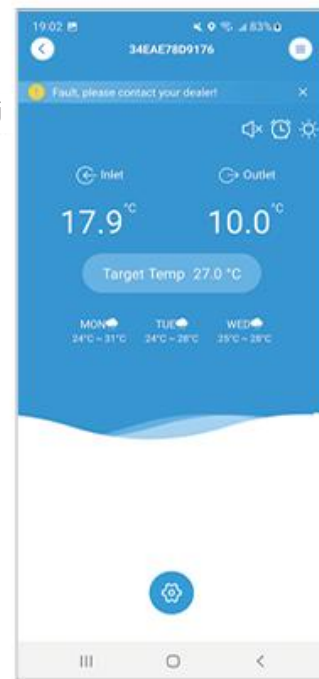 19:02 83%
34EAE78D9176
Fault, please contact your dealer! ×
Inlet Outlet
17.9°C 10.0°C
Target Temp 27.0 °C
MON TUE WED
24°C ~ 31°C 24°C ~ 28°C 25°C ~ 28°C